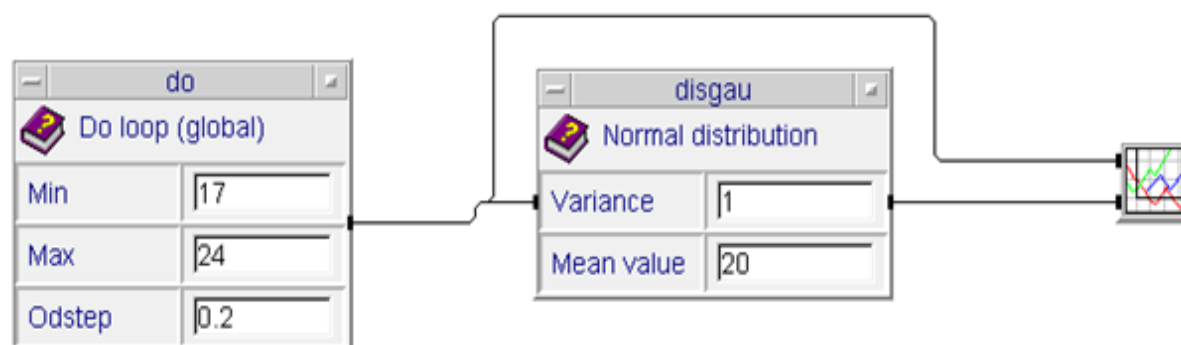 do
Do loop (global)
Min 17
Max 24
Odstep 0.2
disgau
Normal distribution
Variance 1
Mean value 20